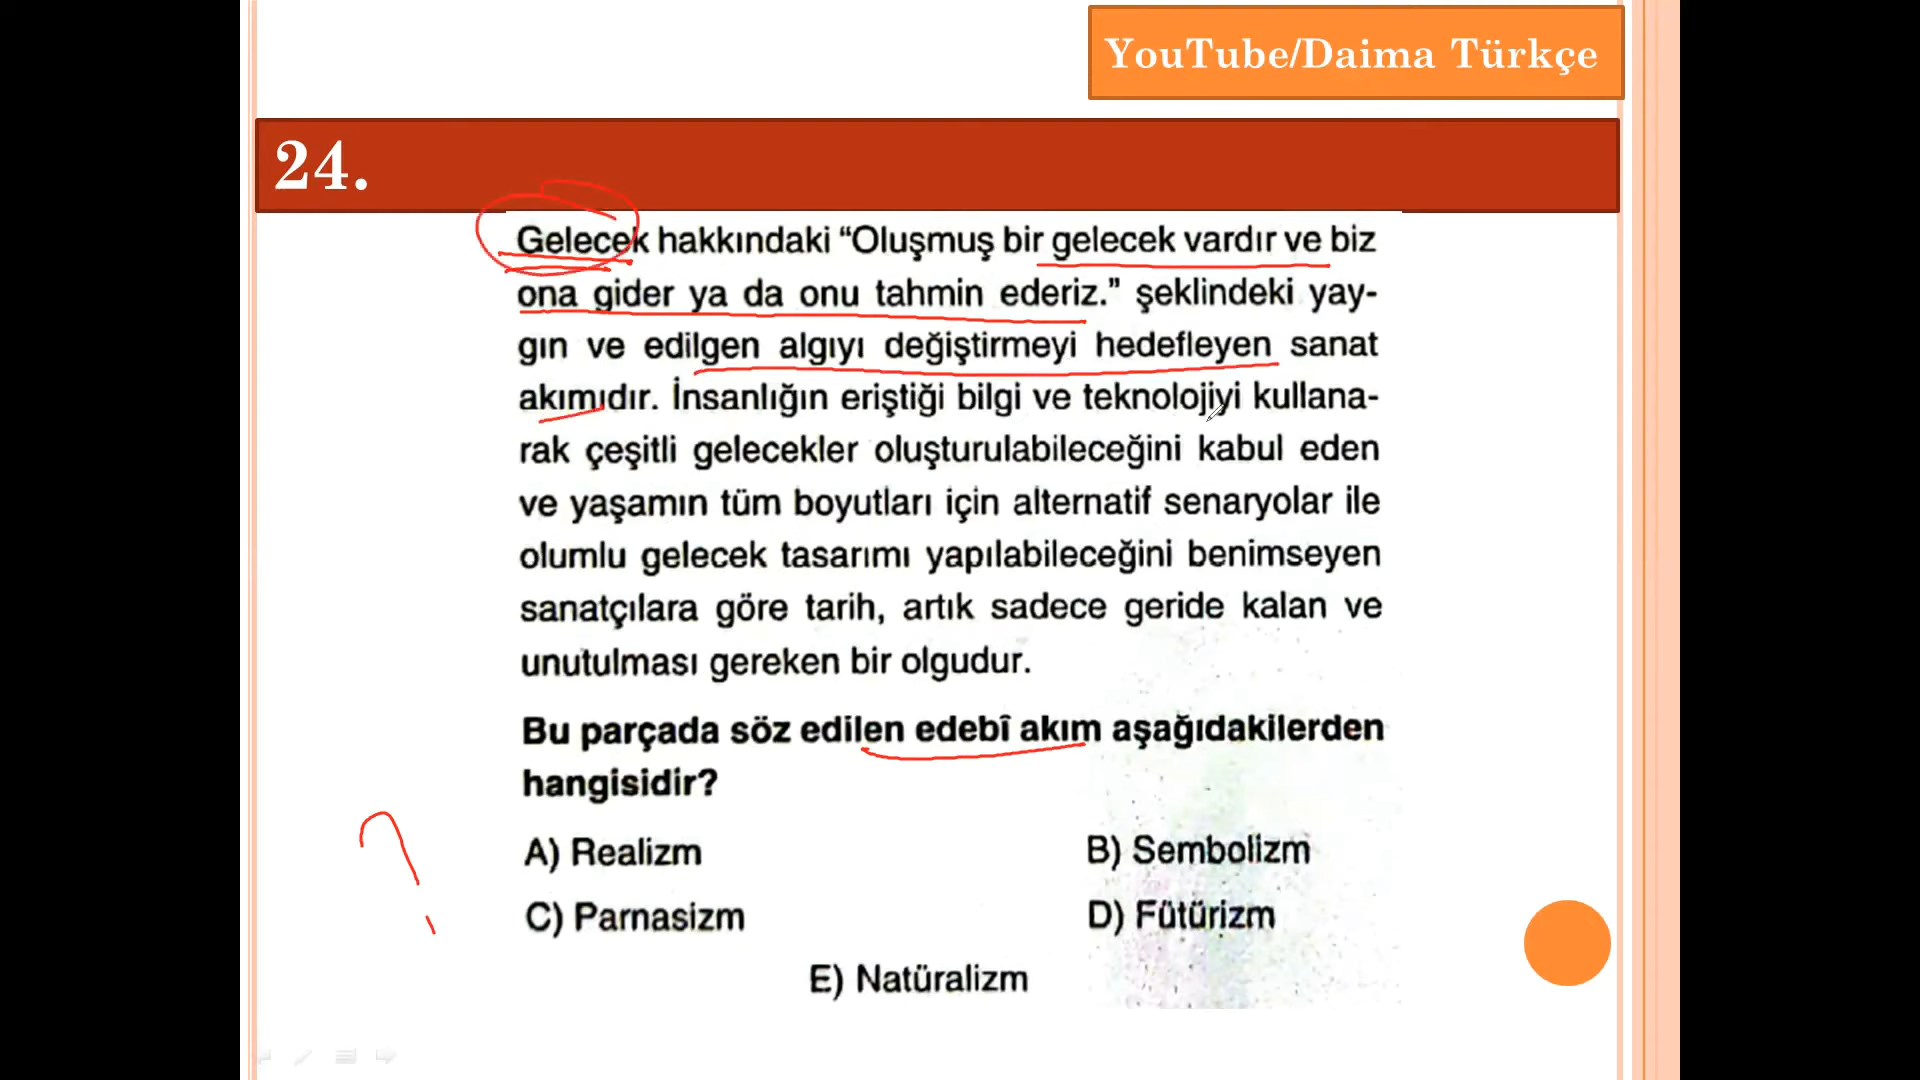 YouTube/Daima Türkçe
24.
Gelecek hakkındaki “Oluşmuş bir gelecek vardır ve biz
ona gider ya da onu tahmin ederiz.” şeklindeki yay-
gın ve edilgen algıyı değiştirmeyi hedefleyen sanat
akımıdır. İnsanlığın eriştiği bilgi ve teknolojiyi kullana-
rak çeşitli gelecekler oluşturulabileceğini kabul eden
ve yaşamın tüm boyutları için alternatif senaryolar ile
olumlu gelecek tasarımı yapılabileceğini benimseyen
sanatçılara göre tarih, artık sadece geride kalan ve
unutulması gereken bir olgudur.
Bu parçada söz edilen edebî akım aşağıdakilerden
hangisidir?
A) Realizm
B) Sembolizm
C) Parnasizm
D) Fütürizm
E) Natüralizm